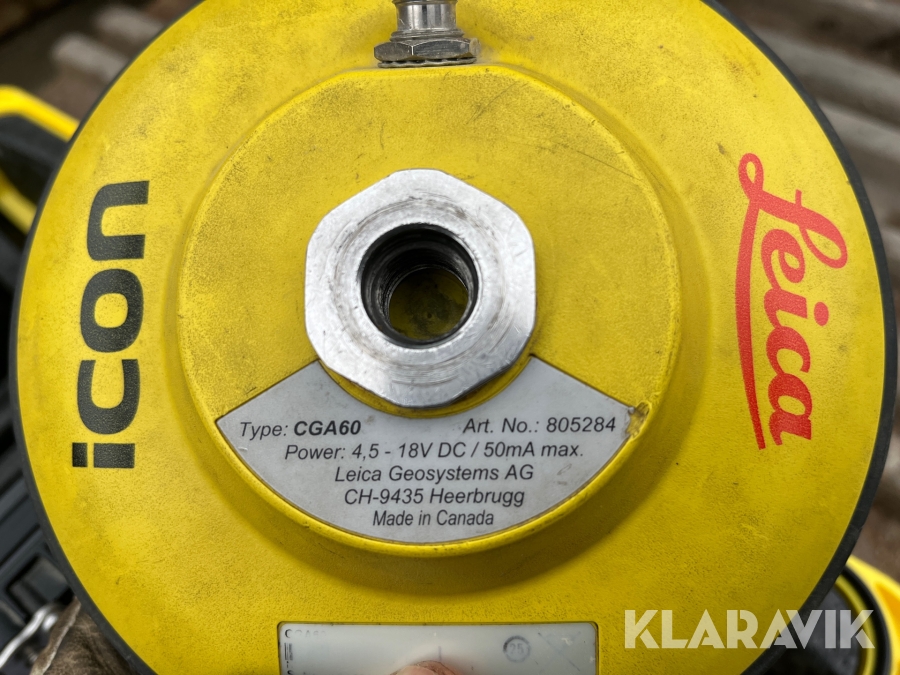 icon
Leica
Type: CGA60 Art. No.: 805284
Power: 4,5 - 18V DC / 50mA max.
Leica Geosystems AG
CH-9435 Heerbrugg
Made in Canada
25
KLARAVIK